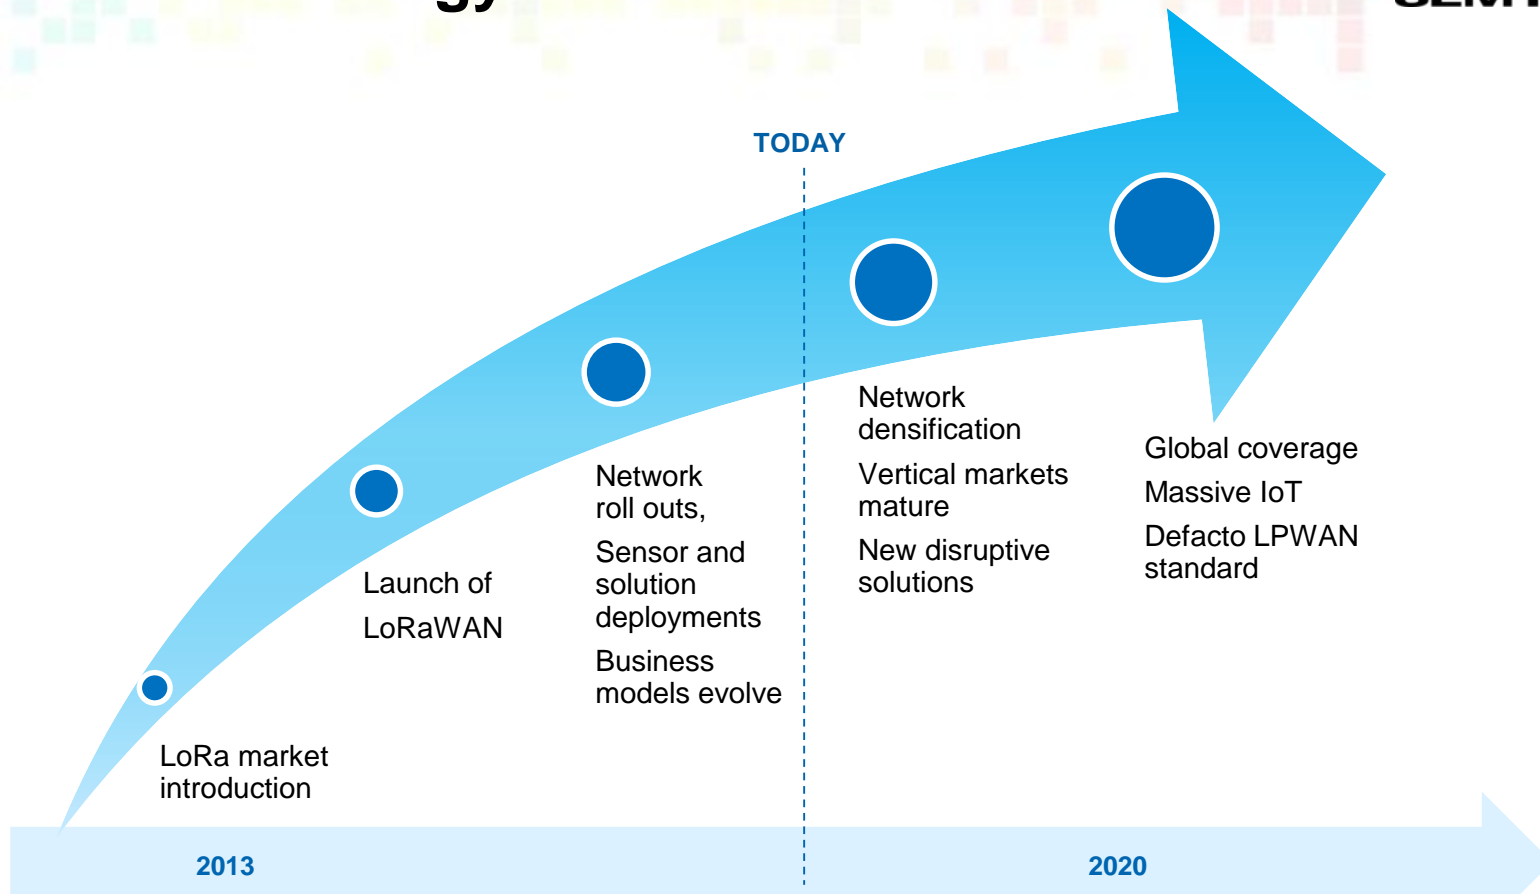 TODAY
LoRa market
introduction
Launch of
LoRaWAN
Network
roll outs,
Sensor and
solution
deployments
Business
models evolve
Network
densification
Vertical markets
mature
New disruptive
solutions
Global coverage
Massive IoT
Defacto LPWAN
standard
2013
2020